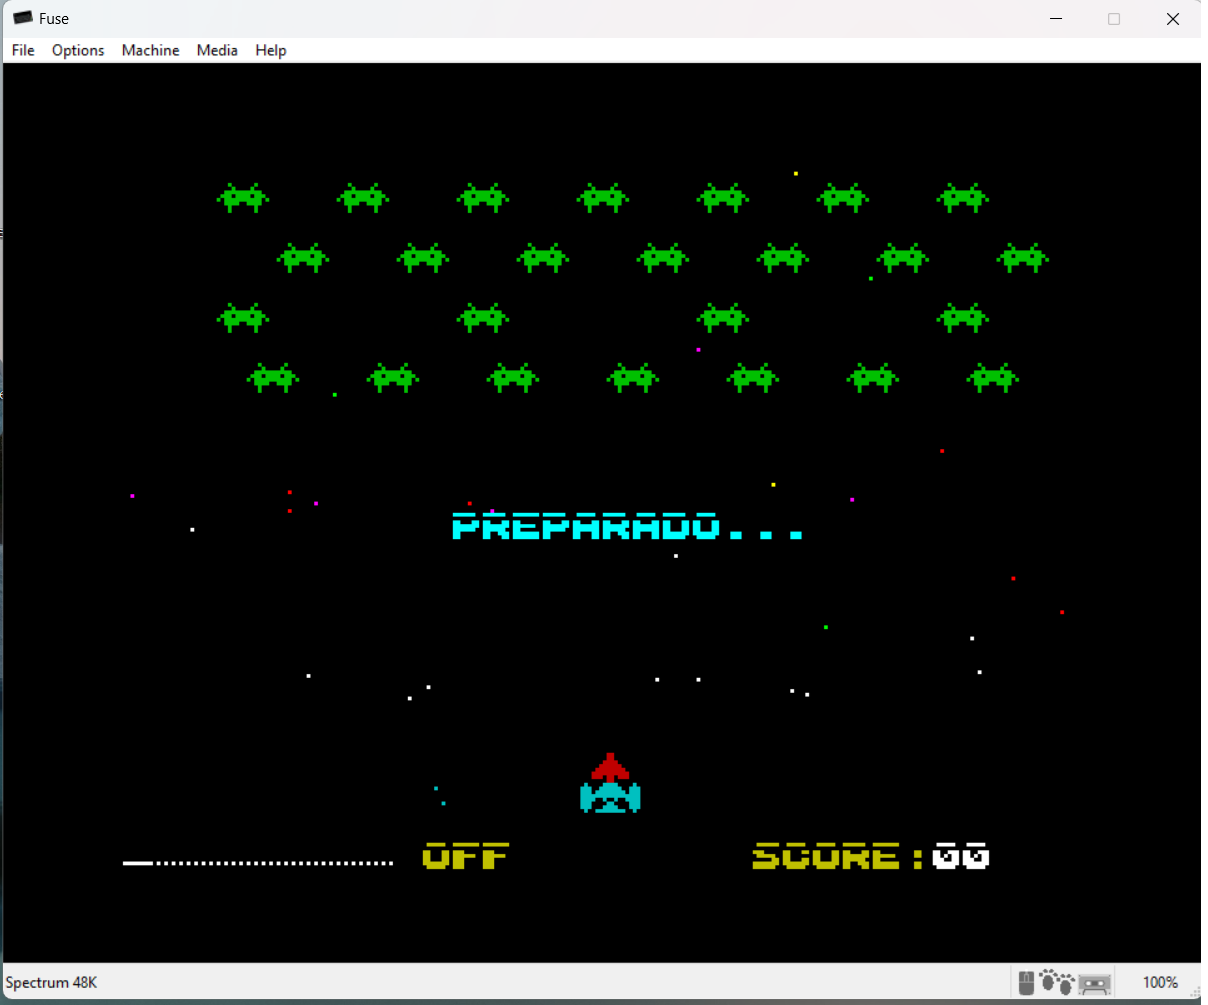 Fuse
File Options Machine Media Help
PREPARADO...
OFF SCORE:00
Spectrum 48K 100%